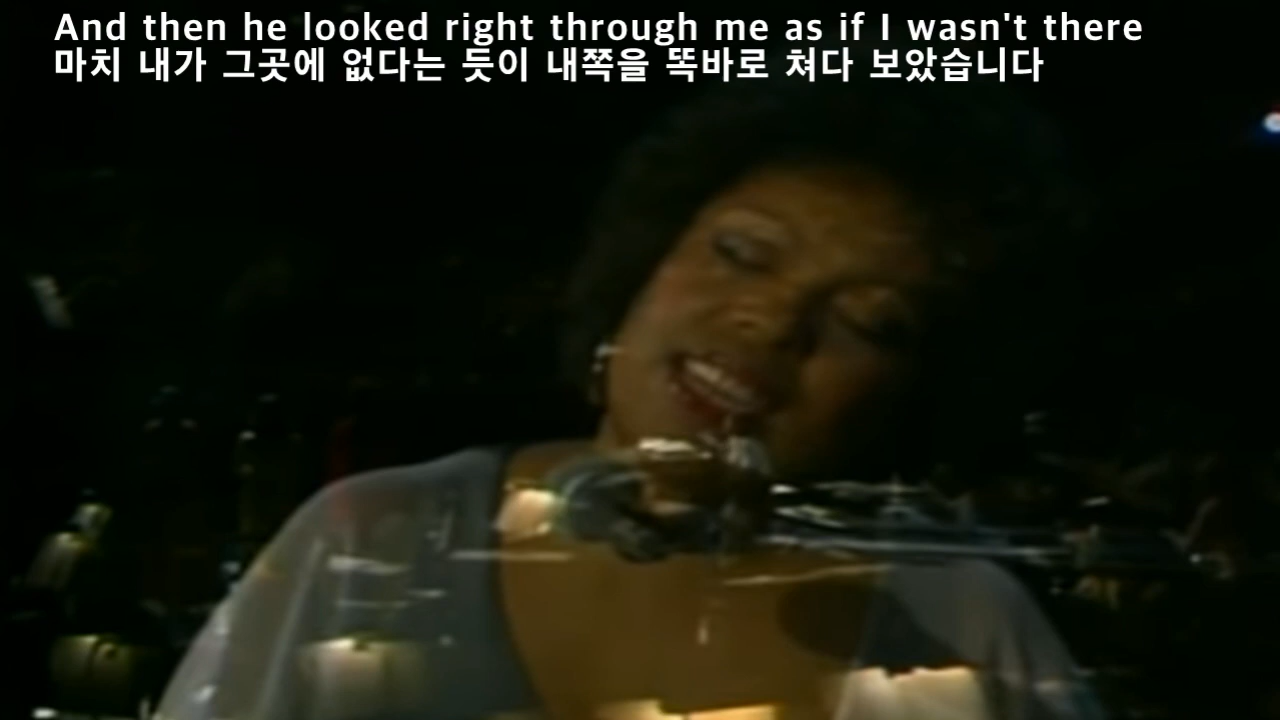 And then he looked right through me as if I wasn't there
마치 내가 그곳에 없다는 듯이 내쪽을 똑바로 쳐다 보았습니다